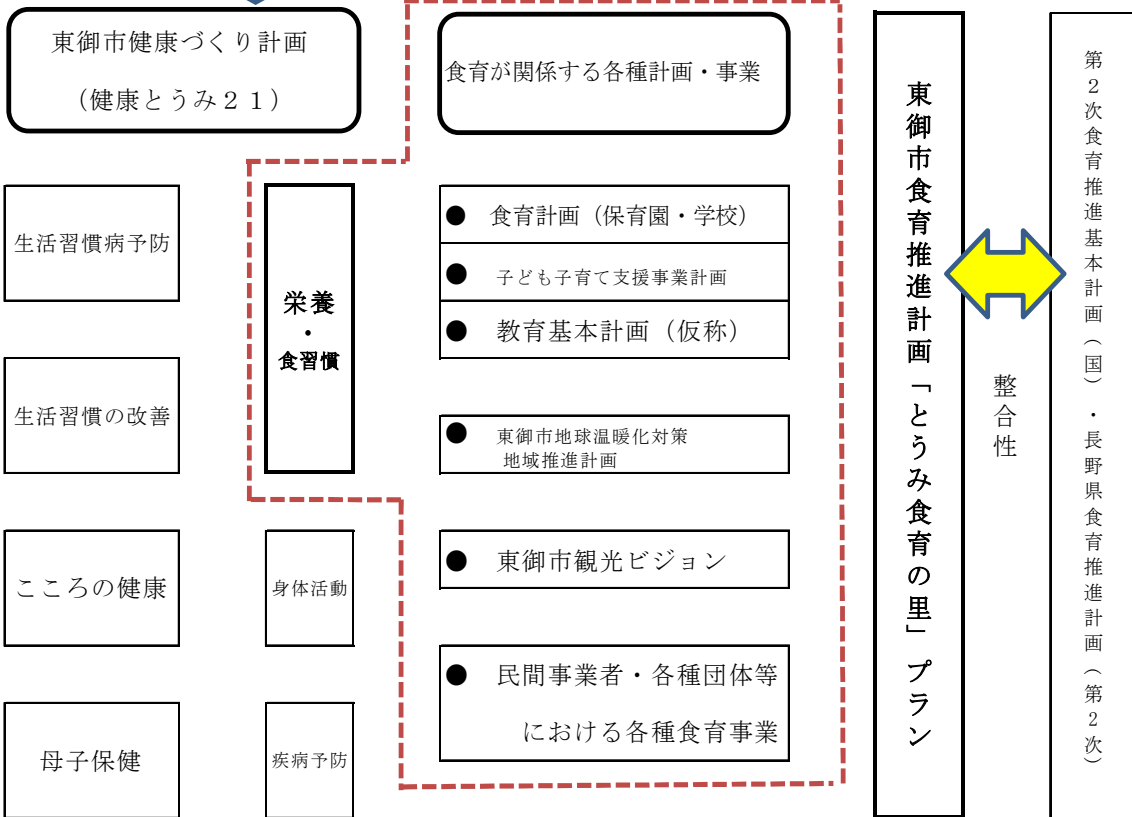 東御市健康づくり計画
（健康とうみ２１）
食育が関係する各種計画・事業
生活習慣病予防
生活習慣の改善
こころの健康
母子保健
栄養
・
食習慣
身体活動
疾病予防
● 食育計画（保育園・学校）
● 子ども子育て支援事業計画
● 教育基本計画（仮称）
● 東御市地球温暖化対策
地域推進計画
● 東御市観光ビジョン
● 民間事業者・各種団体等
における各種食育事業
東御市食育推進計画「とうみ食育の里」プラン
整合性
第２次食育推進基本計画（国）・長野県食育推進計画（第２次）